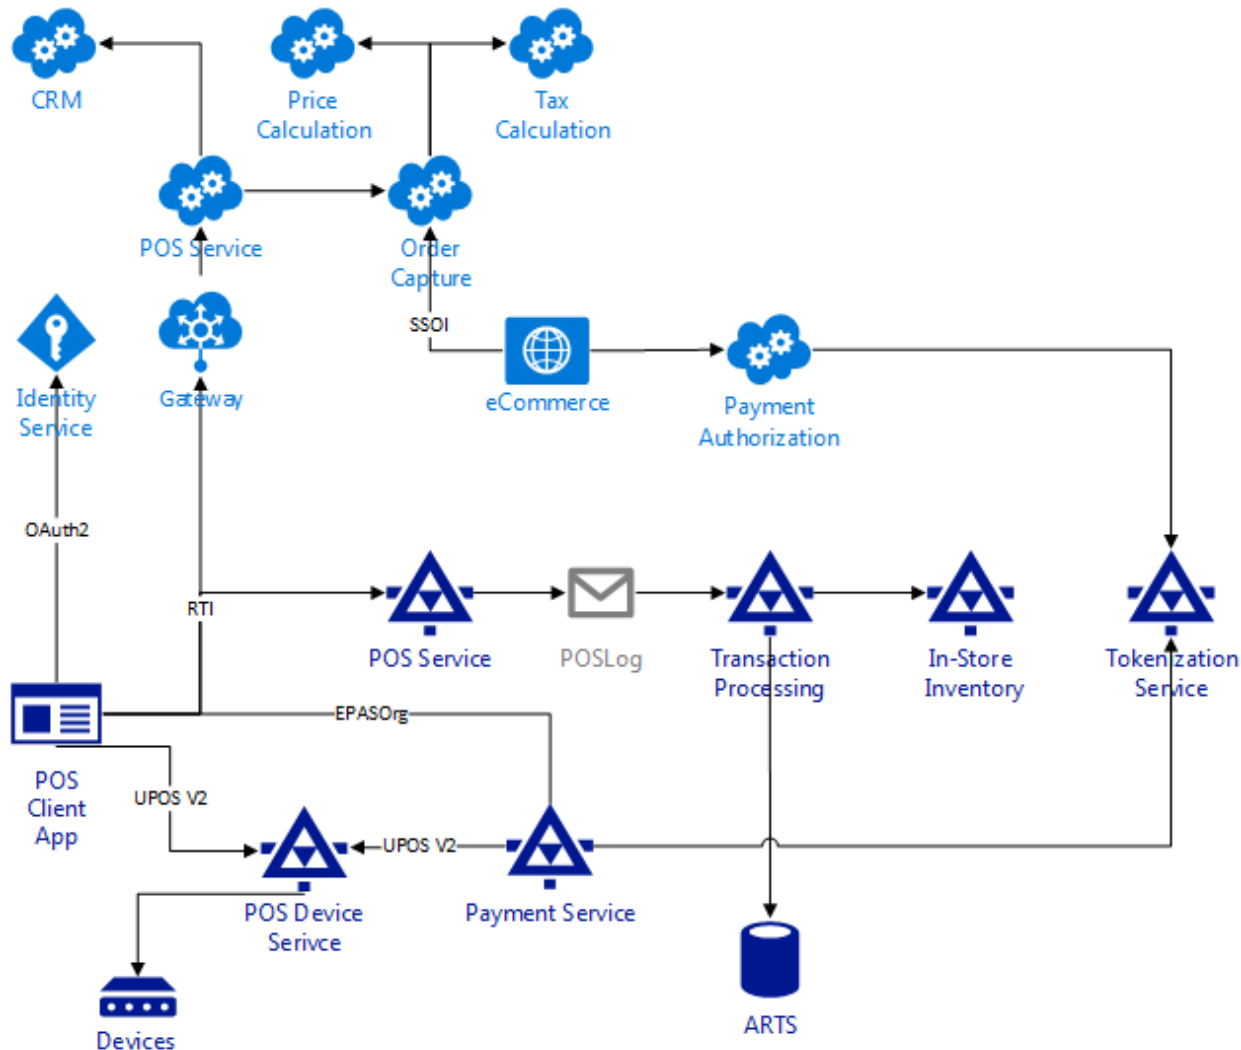 CRM
Price
Calculation
Tax
Calculation
POS Service
Order
Capture
SSOI
Identity
Service
Gateway
eCommerce
Payment
Authorization
OAuth2
RTI
POS Service
POSLog
Transaction
Processing
In-Store
Inventory
Tokenization
Service
EPASOrg
POS
Client
App
UPOS V2
UPOS V2
POS Device
Serivce
Payment Service
Devices
ARTS